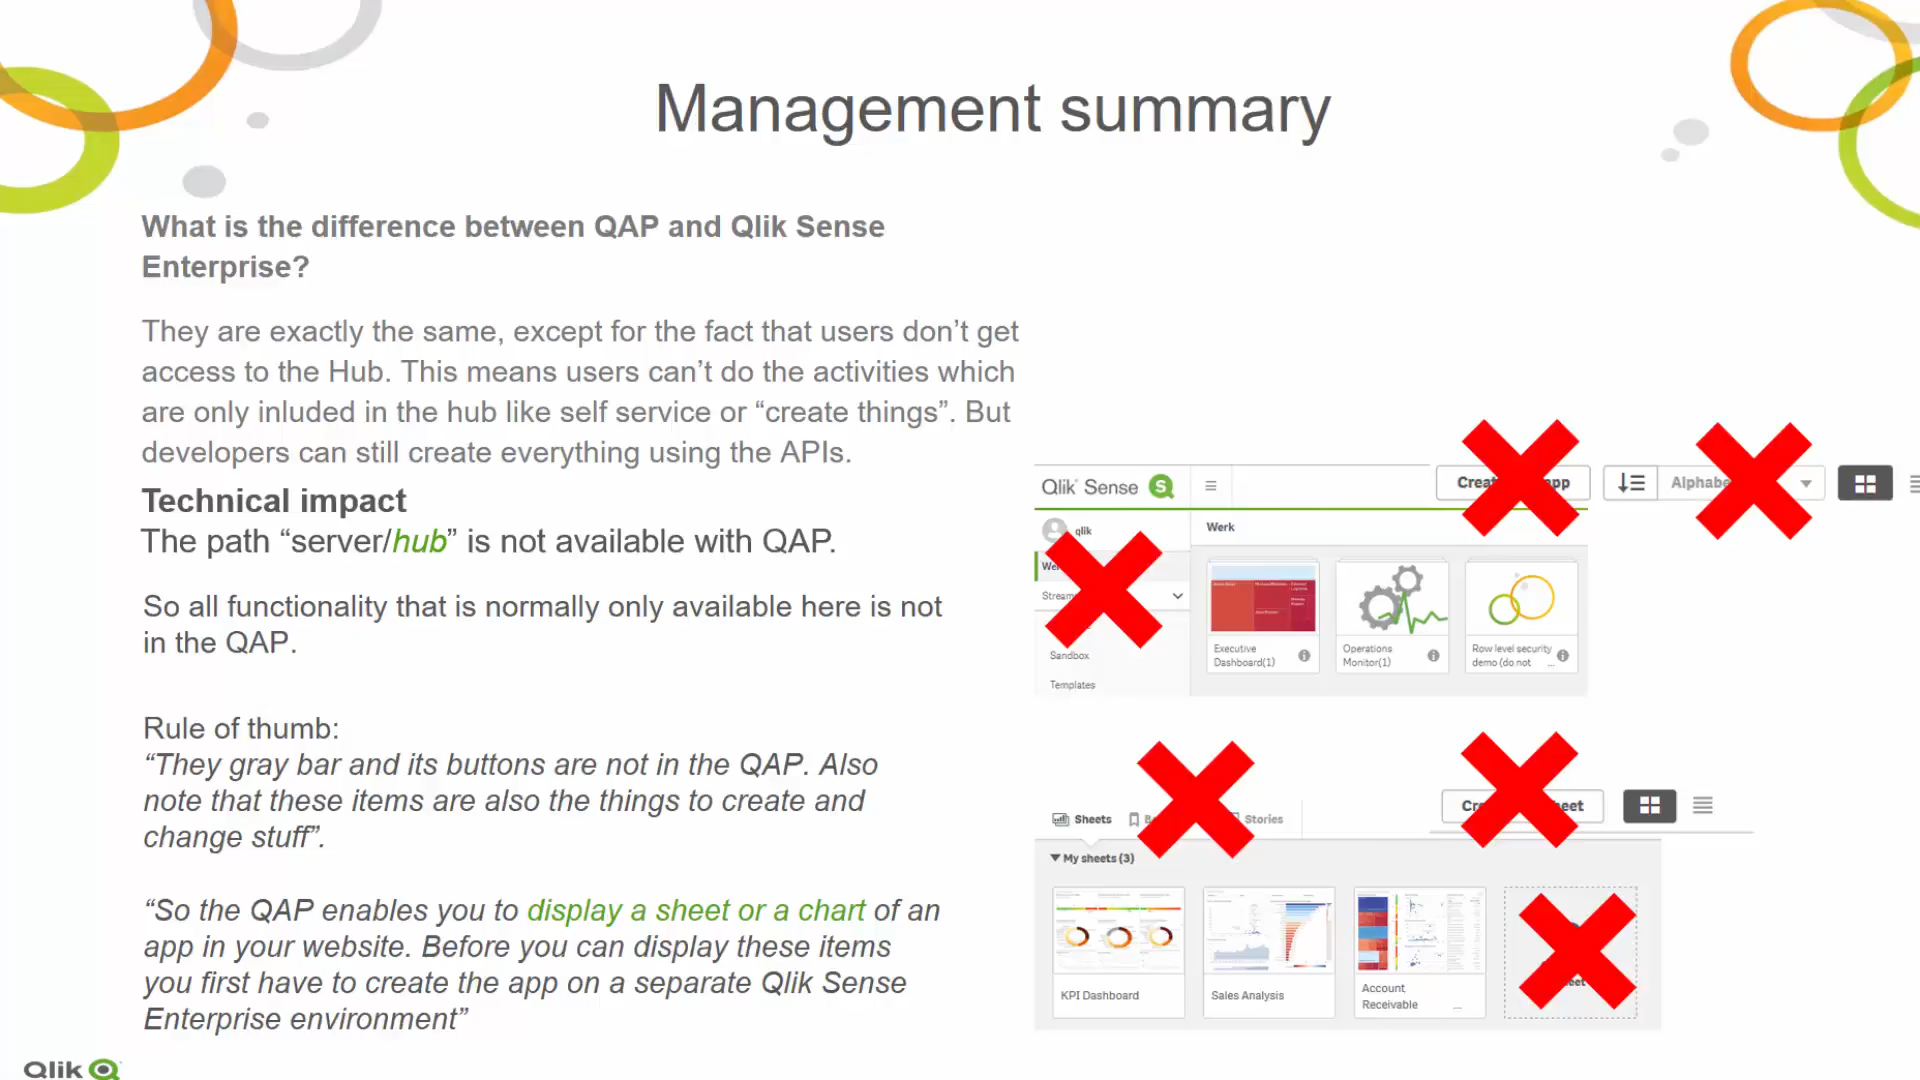 Management summary
What is the difference between QAP and Qlik Sense
Enterprise?
They are exactly the same, except for the fact that users don’t get
access to the Hub. This means users can’t do the activities which
are only inluded in the hub like self service or “create things”. But
developers can still create everything using the APIs.
Technical impact
The path “server/hub” is not available with QAP.
So all functionality that is normally only available here is not
in the QAP.
Rule of thumb:
“They gray bar and its buttons are not in the QAP. Also
note that these items are also the things to create and
change stuff”.
“So the QAP enables you to display a sheet or a chart of an
app in your website. Before you can display these items
you first have to create the app on a separate Qlik Sense
Enterprise environment”
Qlik Sense
qlik
Werk
Sandbox
Templates
Executive
Dashboard(1)
Operations
Monitor(1)
Row level security
demo (do not ...
Sheets
Stories
My sheets (3)
KPI Dashboard
Sales Analysis
Account
Receivable ...
Qlik